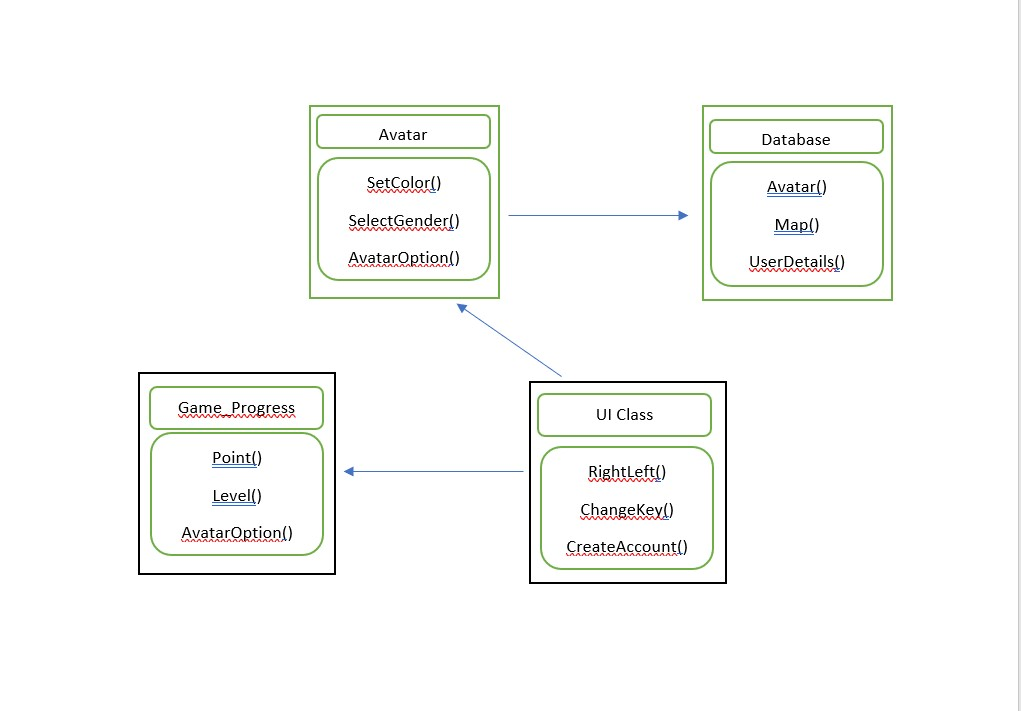 Avatar
SetColor()
SelectGender()
AvatarOption()
Database
Avatar()
Map()
UserDetails()
Game_Progress
Point()
Level()
AvatarOption()
UI Class
RightLeft()
ChangeKey()
CreateAccount()